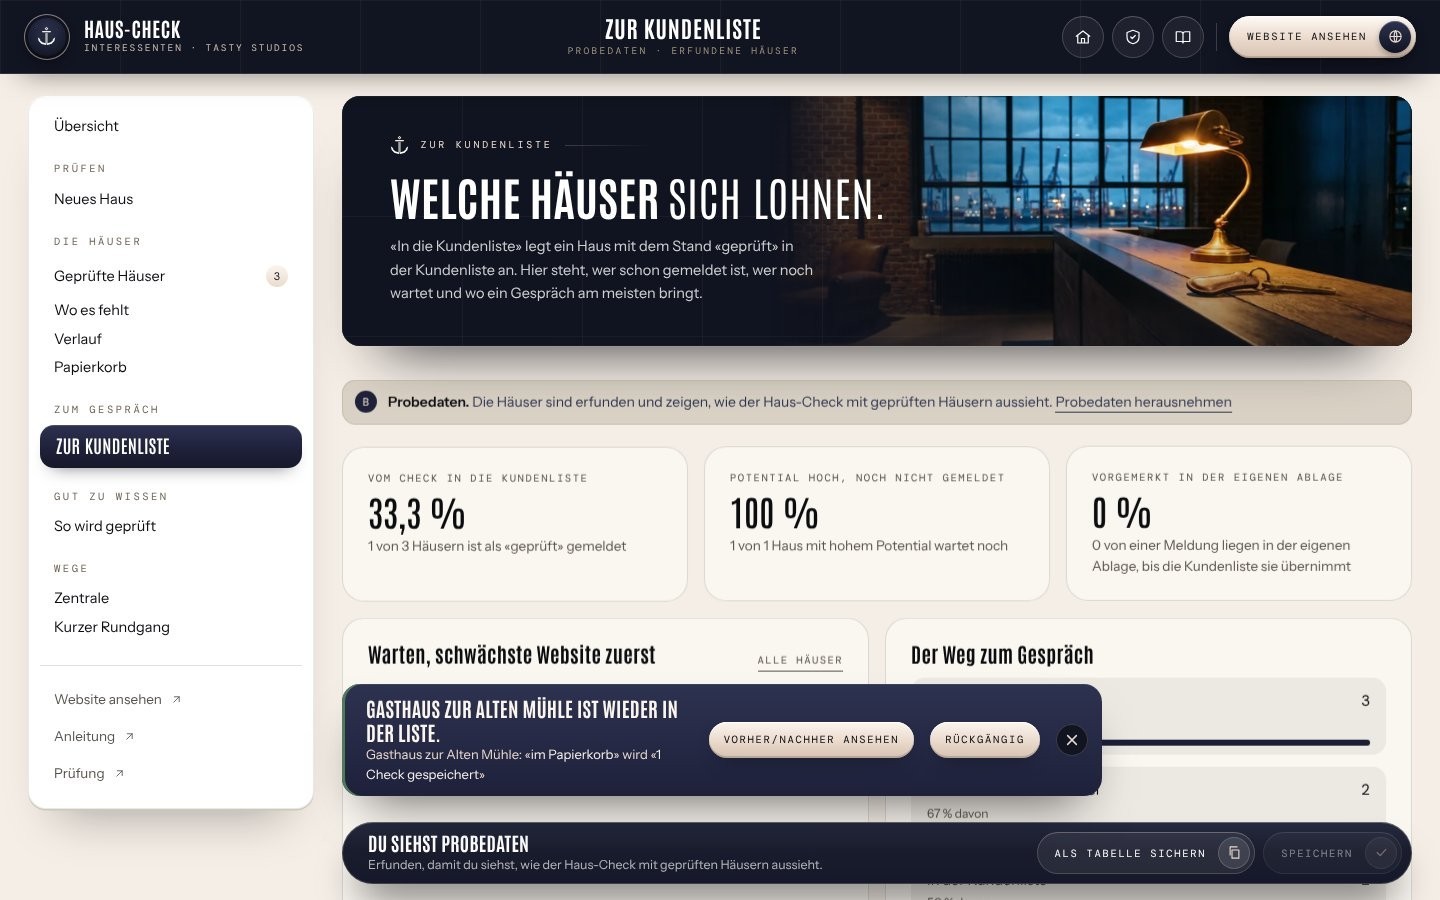 HAUS-CHECK
INTERESSENTEN · TASTY STUDIOS
ZUR KUNDENLISTE
PROBEDATEN · ERFUNDENE HÄUSER
WEBSITE ANSEHEN
Übersicht
PRÜFEN
Neues Haus
DIE HÄUSER
Geprüfte Häuser
3
Wo es fehlt
Verlauf
Papierkorb
ZUM GESPRÄCH
ZUR KUNDENLISTE
GUT ZU WISSEN
So wird geprüft
WEGE
Zentrale
Kurzer Rundgang
Website ansehen
Anleitung
Prüfung
ZUR KUNDENLISTE
WELCHE HÄUSER SICH LOHNEN.
«In die Kundenliste» legt ein Haus mit dem Stand «geprüft» in
der Kundenliste an. Hier steht, wer schon gemeldet ist, wer noch
wartet und wo ein Gespräch am meisten bringt.
B Probedaten. Die Häuser sind erfunden und zeigen, wie der Haus-Check mit geprüften Häusern aussieht. Probedaten herausnehmen
VOM CHECK IN DIE KUNDENLISTE
33,3 %
1 von 3 Häusern ist als «geprüft» gemeldet
POTENTIAL HOCH, NOCH NICHT GEMELDET
100 %
1 von 1 Haus mit hohem Potential wartet noch
VORGEMERKT IN DER EIGENEN ABLAGE
0 %
0 von einer Meldung liegen in der eigenen
Ablage, bis die Kundenliste sie übernimmt
Warten, schwächste Website zuerst
ALLE HÄUSER
Der Weg zum Gespräch
3
GASTHAUS ZUR ALTEN MÜHLE IST WIEDER IN
DER LISTE.
Gasthaus zur Alten Mühle: «im Papierkorb» wird «1
Check gespeichert»
VORHER/NACHHER ANSEHEN
RÜCKGÄNGIG
2
67 % davon
DU SIEHST PROBEDATEN
Erfunden, damit du siehst, wie der Haus-Check mit geprüften Häusern aussieht.
ALS TABELLE SICHERN
SPEICHERN